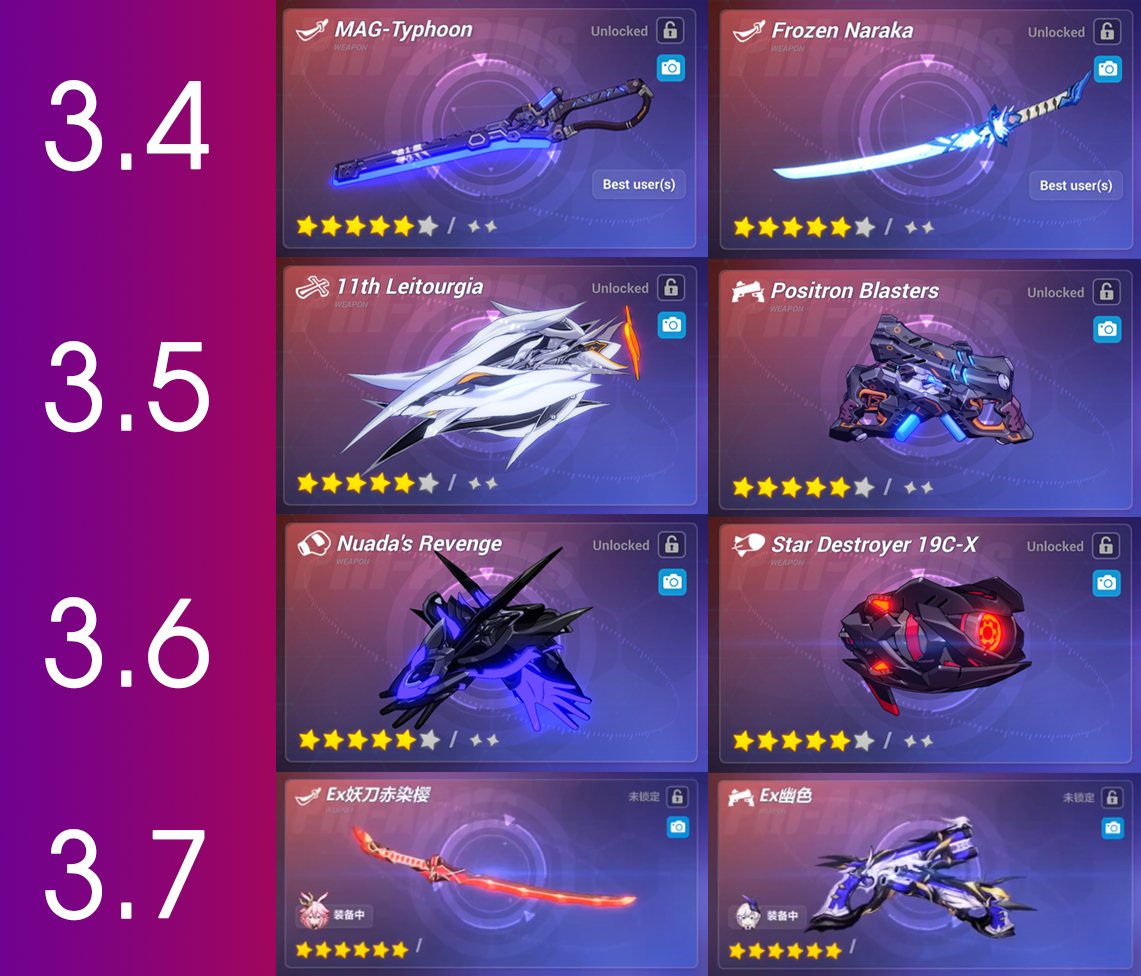 3.4
MAG-Typhoon
WEAPON
Unlocked
Best user(s)
/
Frozen Naraka
WEAPON
Unlocked
Best user(s)
/
3.5
11th Leitourgia
WEAPON
Unlocked
/
Positron Blasters
WEAPON
Unlocked
/
3.6
Nuada's Revenge
WEAPON
Unlocked
/
Star Destroyer 19C-X
WEAPON
Unlocked
/
3.7
Ex妖刀赤染樱
未锁定
装备中
/
Ex幽色
未锁定
装备中
/